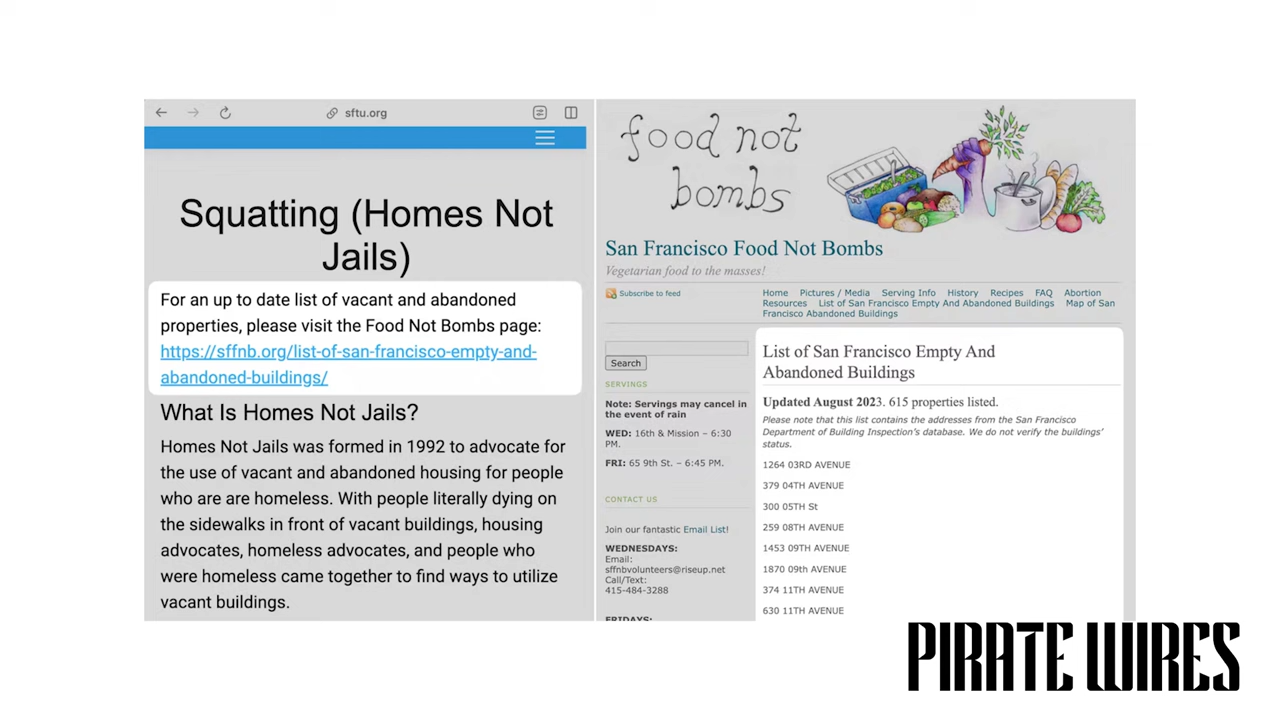 sftu.org
Squatting (Homes Not
Jails)
For an up to date list of vacant and abandoned
properties, please visit the Food Not Bombs page:
https://sffnb.org/list-of-san-francisco-empty-and-
abandoned-buildings/
What Is Homes Not Jails?
Homes Not Jails was formed in 1992 to advocate for
the use of vacant and abandoned housing for people
who are are homeless. With people literally dying on
the sidewalks in front of vacant buildings, housing
advocates, homeless advocates, and people who
were homeless came together to find ways to utilize
vacant buildings.
food not
bombs
San Francisco Food Not Bombs
Vegetarian food to the masses!
Subscribe to feed
Home Pictures / Media Serving Info History Recipes FAQ Abortion
Resources List of San Francisco Empty And Abandoned Buildings Map of San
Francisco Abandoned Buildings
Search
SERVINGS
Note: Servings may cancel in
the event of rain
WED: 16th & Mission – 6:30
PM.
FRI: 65 9th St. – 6:45 PM.
CONTACT US
Join our fantastic Email List!
WEDNESDAYS:
Email:
sffnbvolunteers@riseup.net
Call/Text:
415-484-3288
FRIDAYS:
List of San Francisco Empty And
Abandoned Buildings
Updated August 2023. 615 properties listed.
Please note that this list contains the addresses from the San Francisco
Department of Building Inspection's database. We do not verify the buildings'
status.
1264 03RD AVENUE
379 04TH AVENUE
300 05TH St
259 08TH AVENUE
1453 09TH AVENUE
1870 09th AVENUE
374 11TH AVENUE
630 11TH AVENUE
PIRATE WIRES